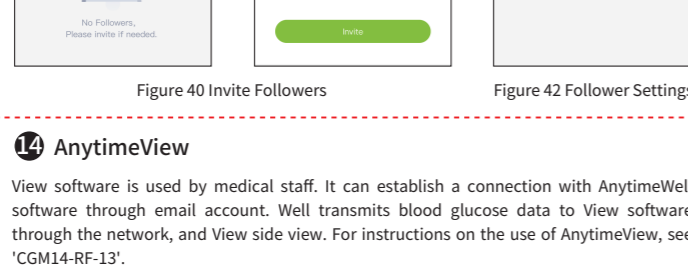 No Followers,
Please invite if needed.
Invite
Figure 40 Invite Followers
Figure 42 Follower Settings
14 AnytimeView
View software is used by medical staff. It can establish a connection with AnytimeWel
software through email account. Well transmits blood glucose data to View software
through the network, and View side view. For instructions on the use of AnytimeView, see
'CGM14-RF-13'.